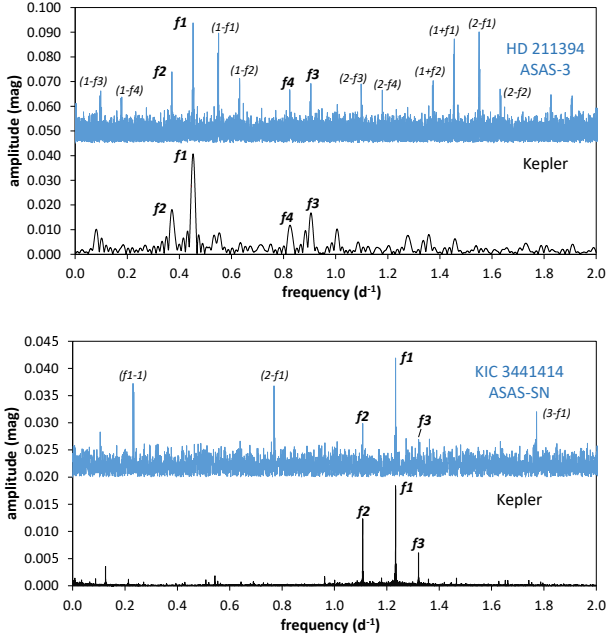 0.100
0.090
0.080
0.070
0.060
0.050
0.040
0.030
0.020
0.010
0.000
amplitude (mag)
f1
(1-f1)
(1+f1)
(2-f1)
HD 211394
ASAS-3
(1-f3)
(1-f4)
f2
(1-f2)
f4
f3
(2-f3)
(2-f4)
(1+f2)
(2-f2)
f1
Kepler
f2
f4
f3
0.0 0.2 0.4 0.6 0.8 1.0 1.2 1.4 1.6 1.8 2.0
frequency (d-1)
0.045
0.040
0.035
0.030
0.025
0.020
0.015
0.010
0.005
0.000
amplitude (mag)
(f1-1)
(2-f1)
f1
KIC 3441414
ASAS-SN
f2
f3
(3-f1)
f1
Kepler
f2
f3
0.0 0.2 0.4 0.6 0.8 1.0 1.2 1.4 1.6 1.8 2.0
frequency (d-1)